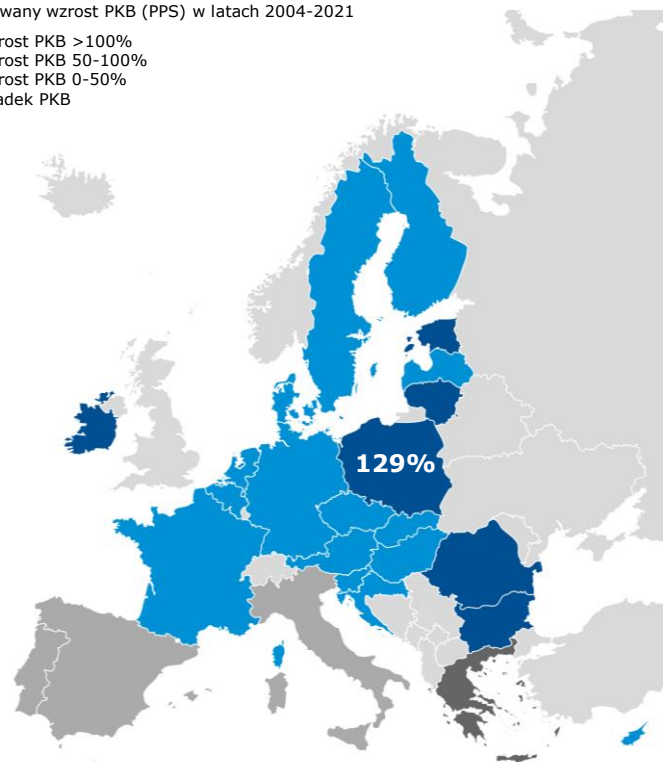 wany wzrost PKB (PPS) w latach 2004-2021
rost PKB >100%
rost PKB 50-100%
rost PKB 0-50%
adek PKB
129%